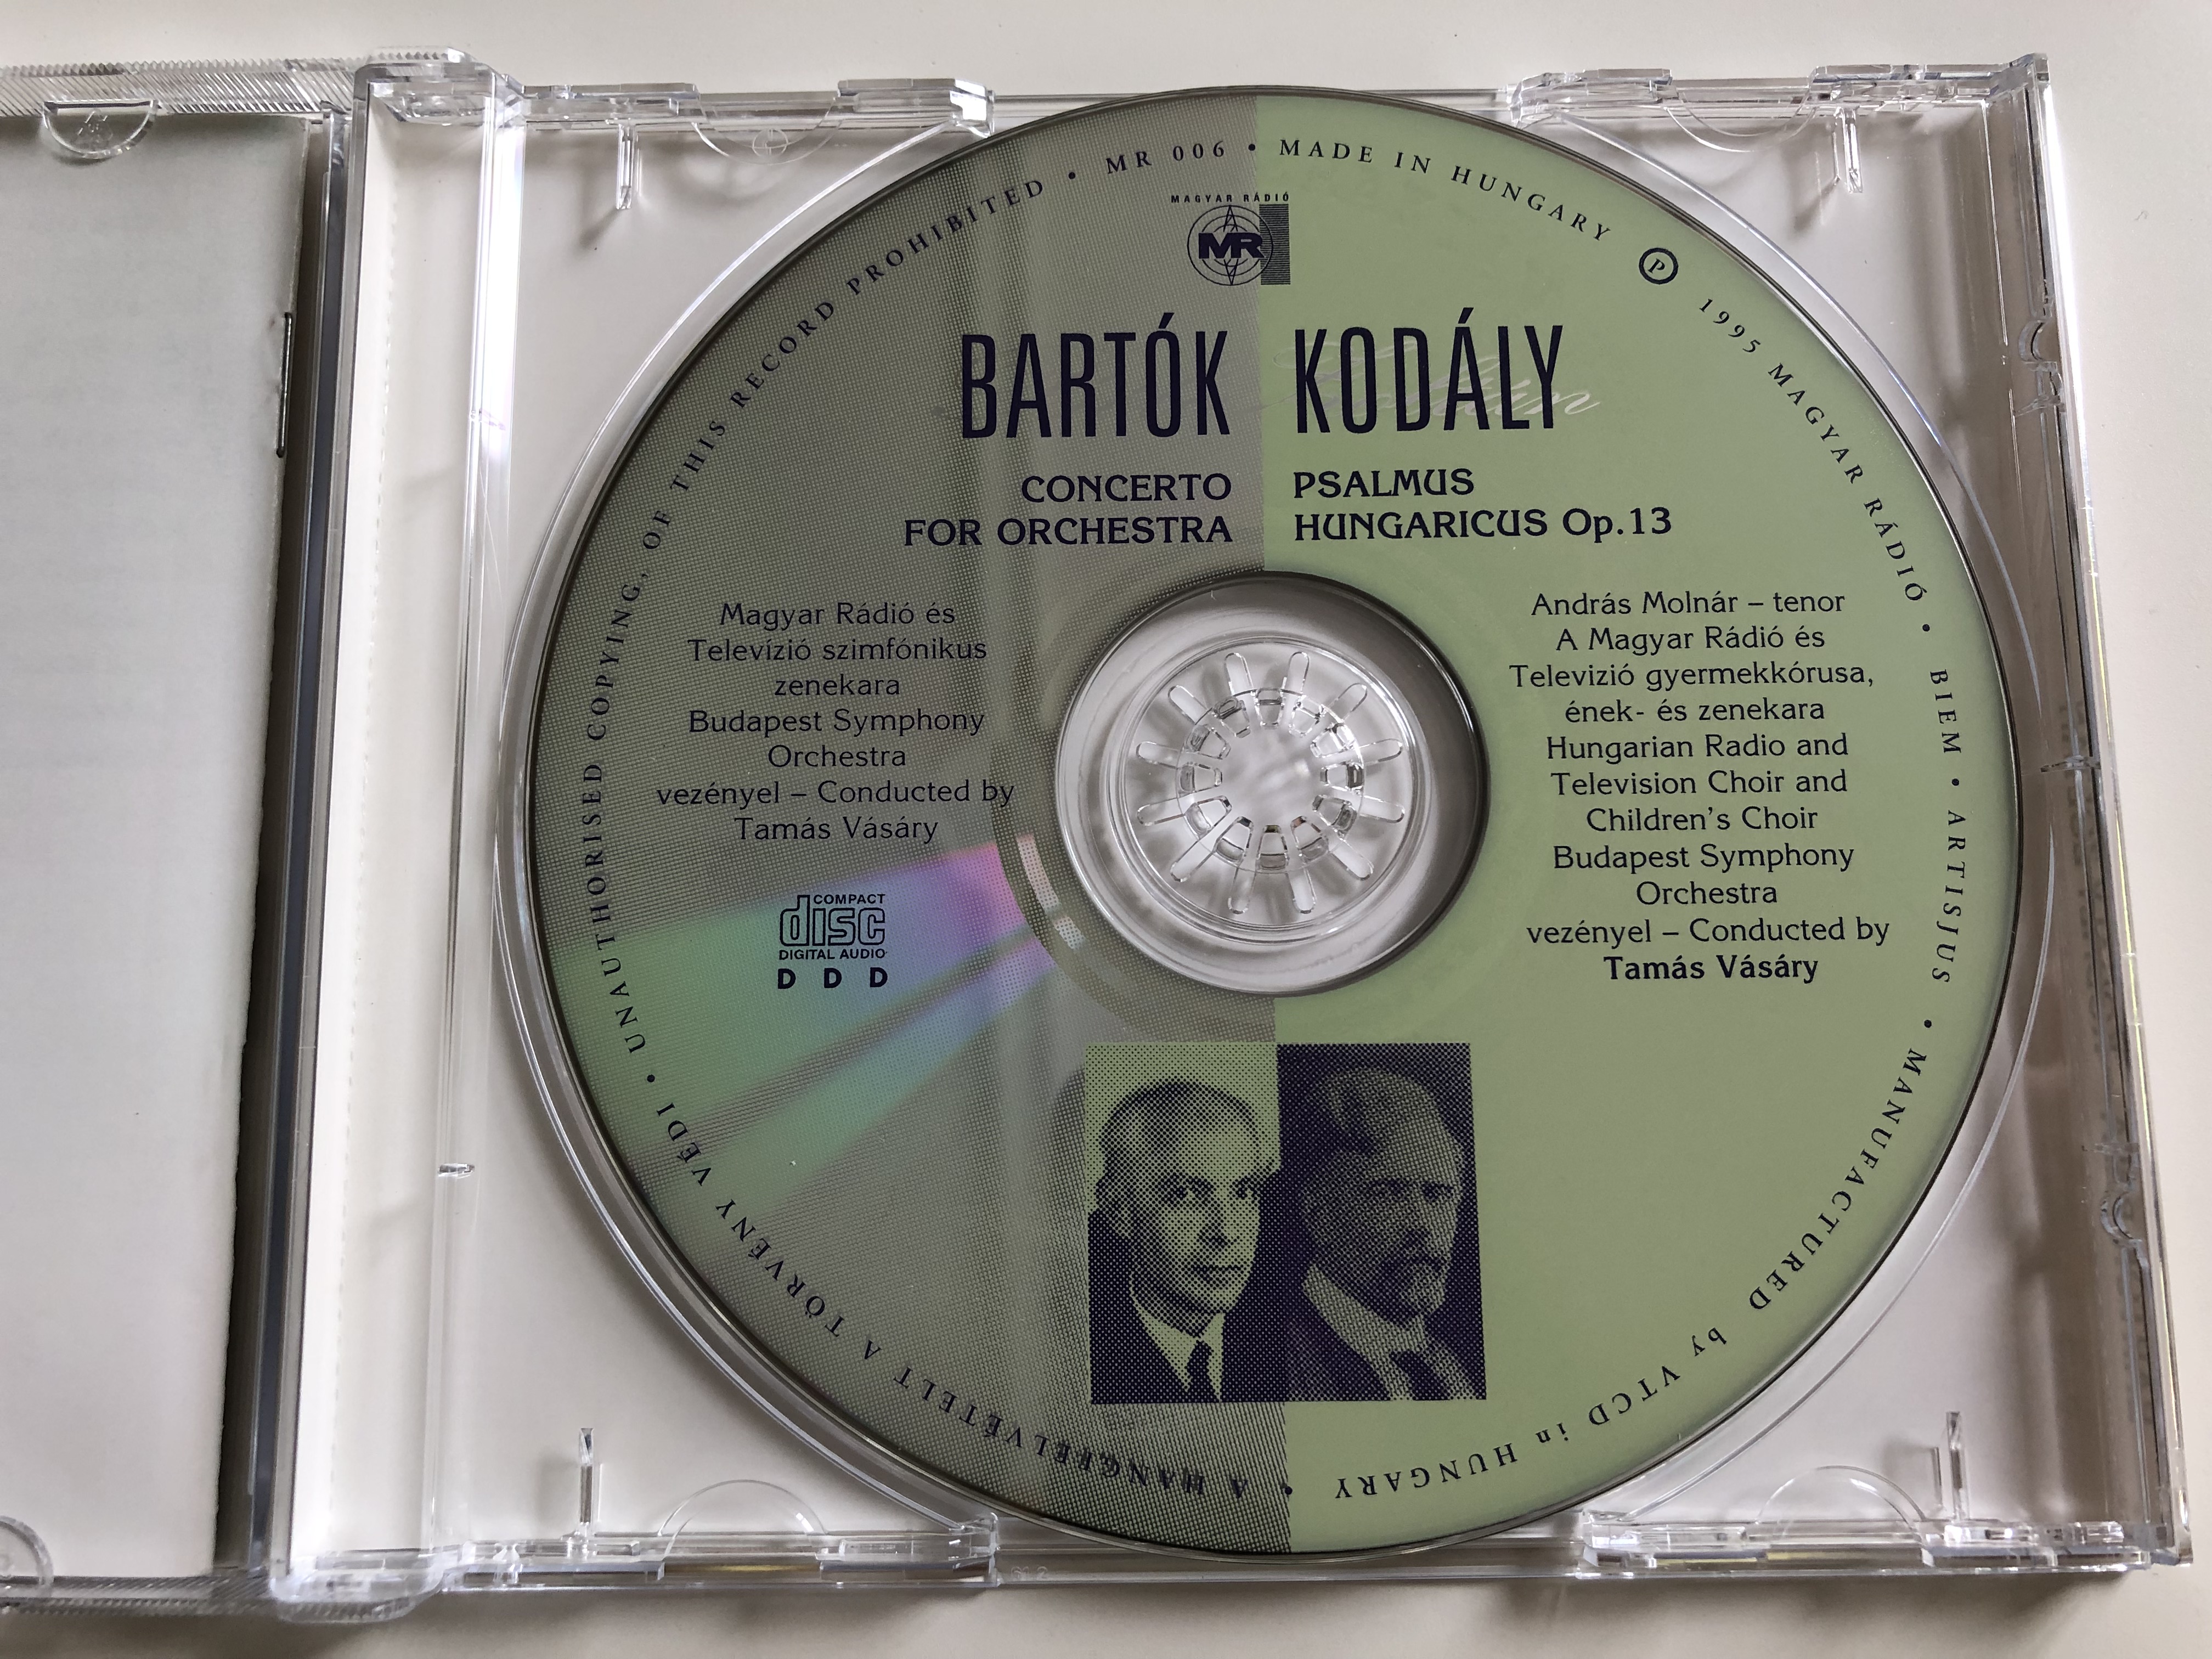 MR 006 • MADE IN HUNGARY Ⓟ 1995 MAGYAR RÁDIÓ • BIEM • ARTISJUS • MANUFACTURED by VTCD in HUNGARY • A HANGFELVÉTELT A TÖRVÉNY VÉDI • UNAUTHORISED COPYING, OF THIS RECORD PROHIBITED •
MAGYAR RÁDIÓ
MR
BARTÓK
CONCERTO
FOR ORCHESTRA
Magyar Rádió és
Televízió szimfónikus
zenekara
Budapest Symphony
Orchestra
vezényel – Conducted by
Tamás Vásáry
COMPACT
disc
DIGITAL AUDIO
D D D
KODÁLY
PSALMUS
HUNGARICUS Op.13
András Molnár – tenor
A Magyar Rádió és
Televizió gyermekkórusa,
ének- és zenekara
Hungarian Radio and
Television Choir and
Children's Choir
Budapest Symphony
Orchestra
vezényel – Conducted by
Tamás Vásáry